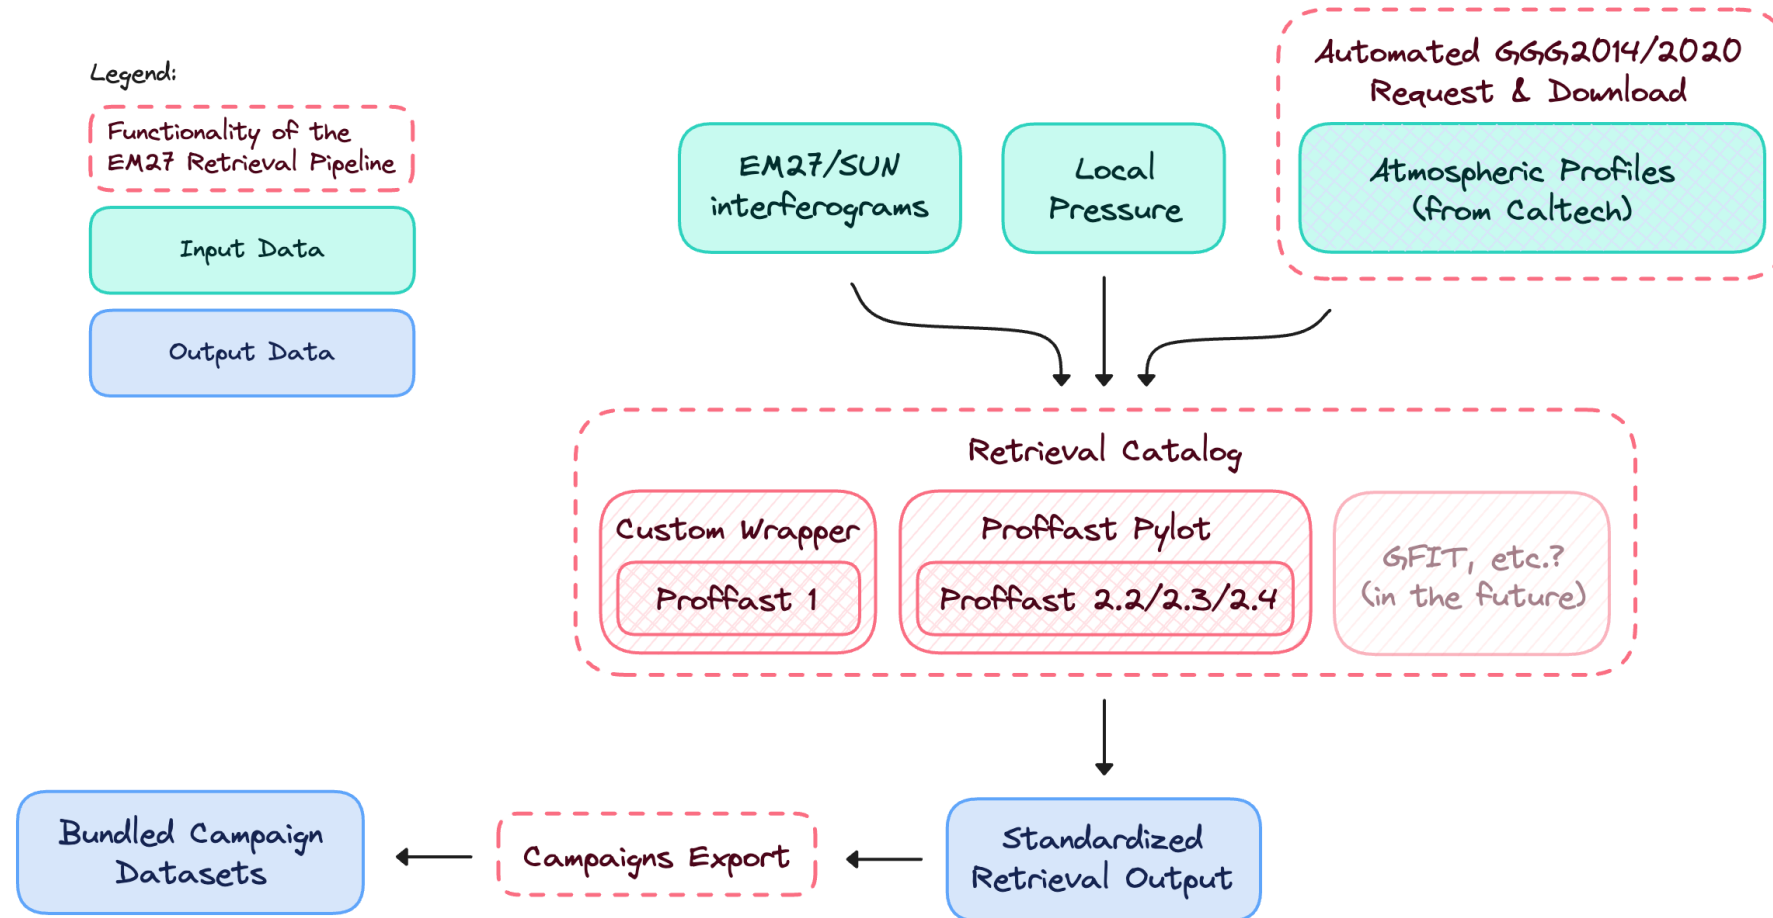 Legend:
Functionality of the
EM27 Retrieval Pipeline
Input Data
Output Data
EM27/SUN
interferograms
Local
Pressure
Automated GGG2014/2020
Request & Download
Atmospheric Profiles
(from Caltech)
Retrieval Catalog
Custom Wrapper
Proffast 1
Proffast Pylot
Proffast 2.2/2.3/2.4
GFIT, etc.?
(in the future)
Standardized
Retrieval Output
Campaigns Export
Bundled Campaign
Datasets